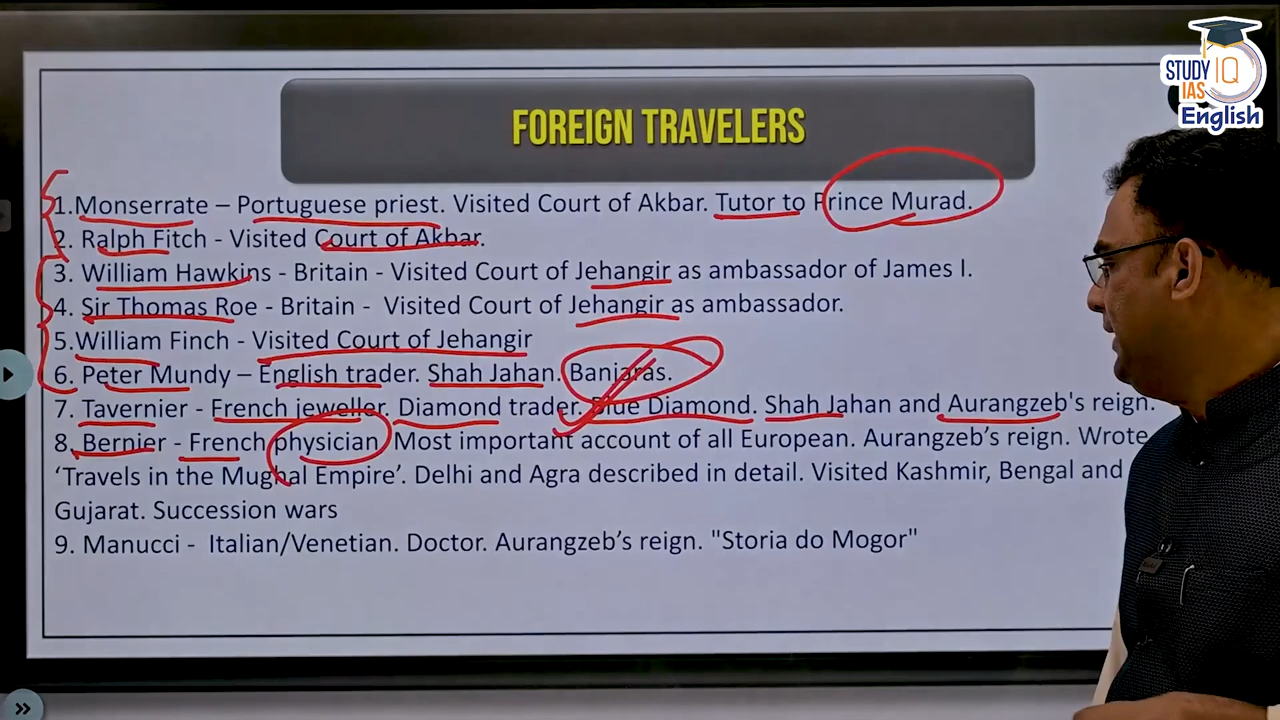 STUDY IQ
IAS
English
FOREIGN TRAVELERS
1.Monserrate – Portuguese priest. Visited Court of Akbar. Tutor to Prince Murad.
2. Ralph Fitch - Visited Court of Akbar.
3. William Hawkins - Britain - Visited Court of Jehangir as ambassador of James I.
4. Sir Thomas Roe - Britain - Visited Court of Jehangir as ambassador.
5.William Finch - Visited Court of Jehangir
6. Peter Mundy – English trader. Shah Jahan. Banjaras.
7. Tavernier - French jeweller. Diamond trader. Blue Diamond. Shah Jahan and Aurangzeb's reign.
8. Bernier - French physician. Most important account of all European. Aurangzeb’s reign. Wrote
‘Travels in the Mughal Empire’. Delhi and Agra described in detail. Visited Kashmir, Bengal and
Gujarat. Succession wars
9. Manucci - Italian/Venetian. Doctor. Aurangzeb’s reign. "Storia do Mogor"